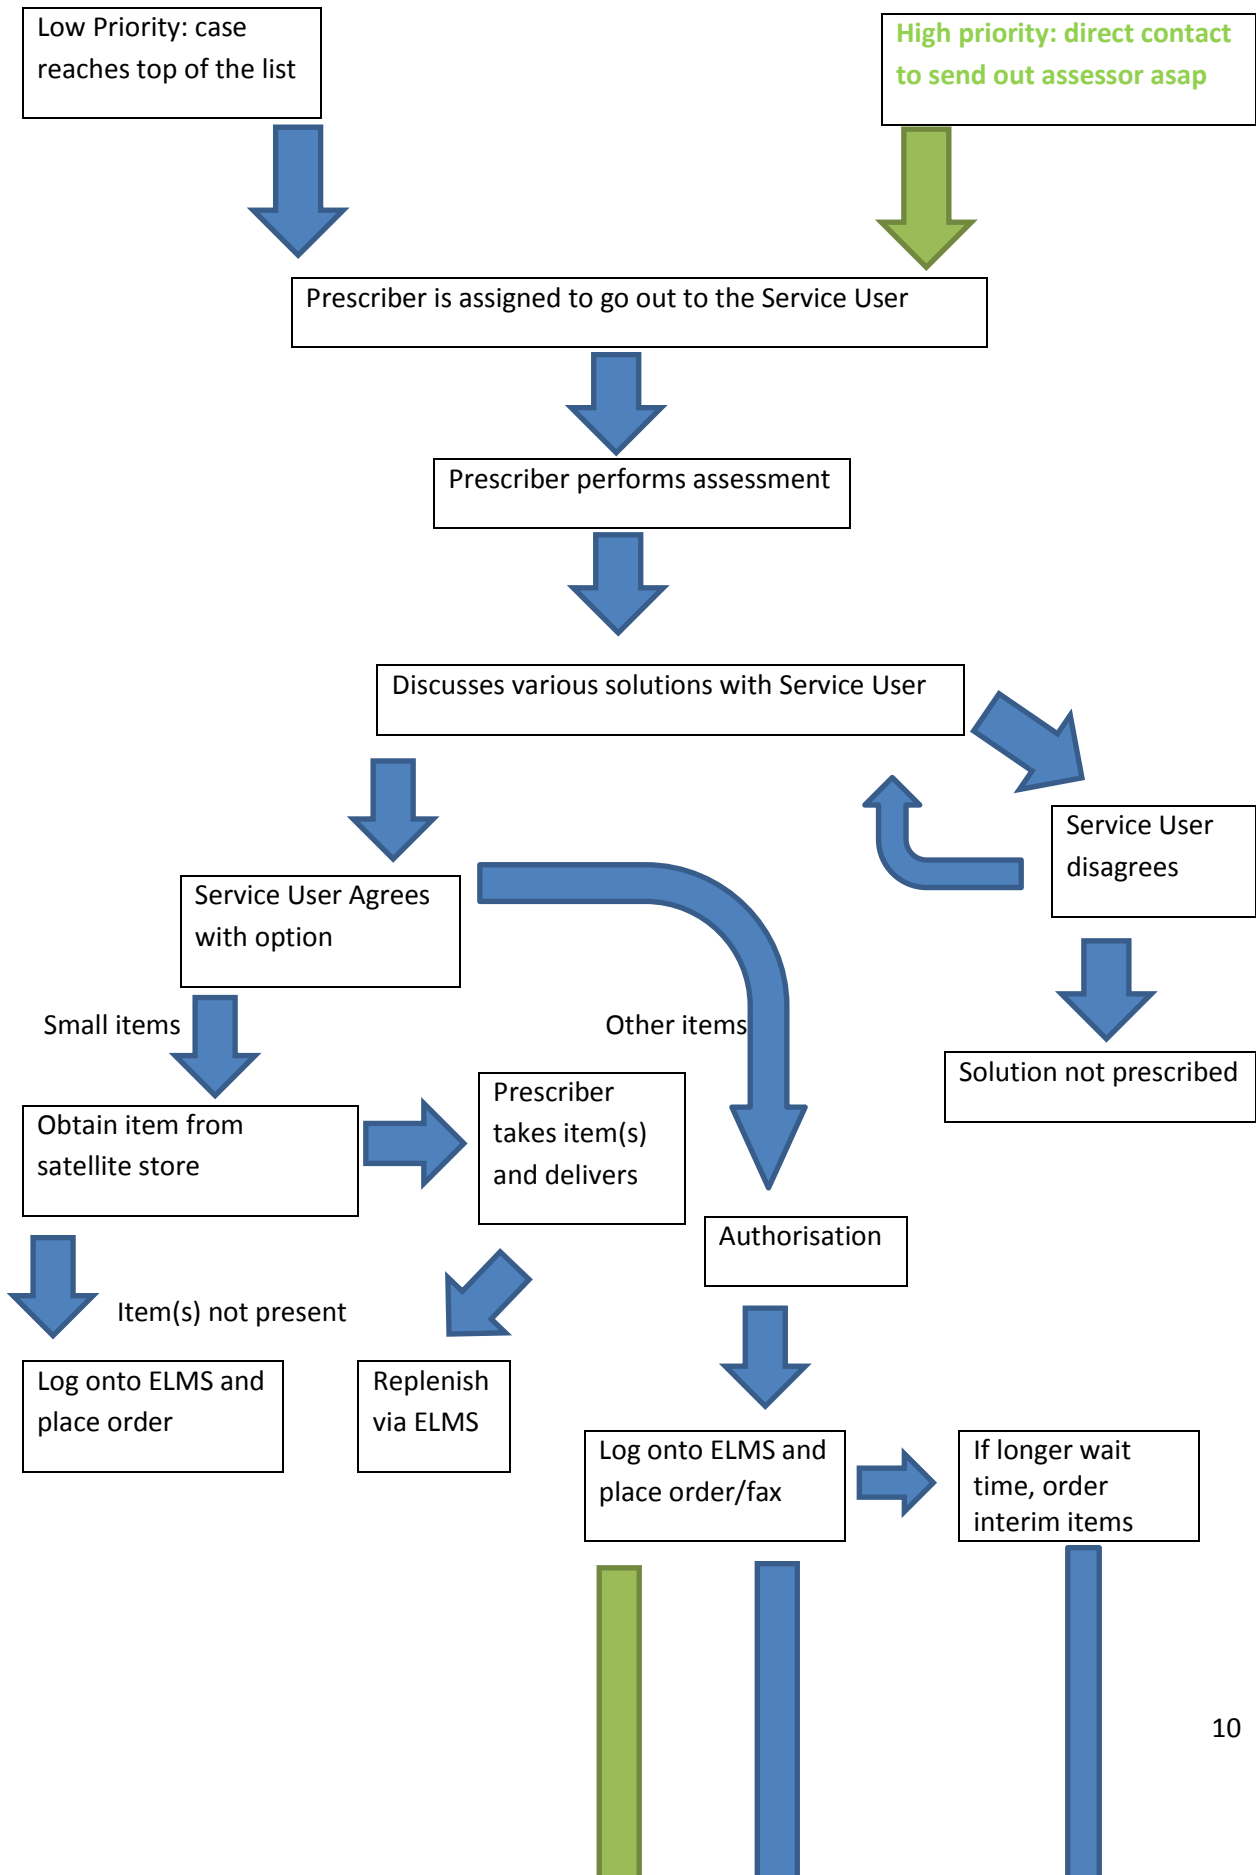 Low Priority: case
reaches top of the list
High priority: direct contact
to send out assessor asap
Prescriber is assigned to go out to the Service User
Prescriber performs assessment
Discusses various solutions with Service User
Service User
disagrees
Service User Agrees
with option
Small items
Other items
Solution not prescribed
Obtain item from
satellite store
Prescriber
takes item(s)
and delivers
Authorisation
Item(s) not present
Log onto ELMS and
place order
Replenish
via ELMS
Log onto ELMS and
place order/fax
If longer wait
time, order
interim items
10